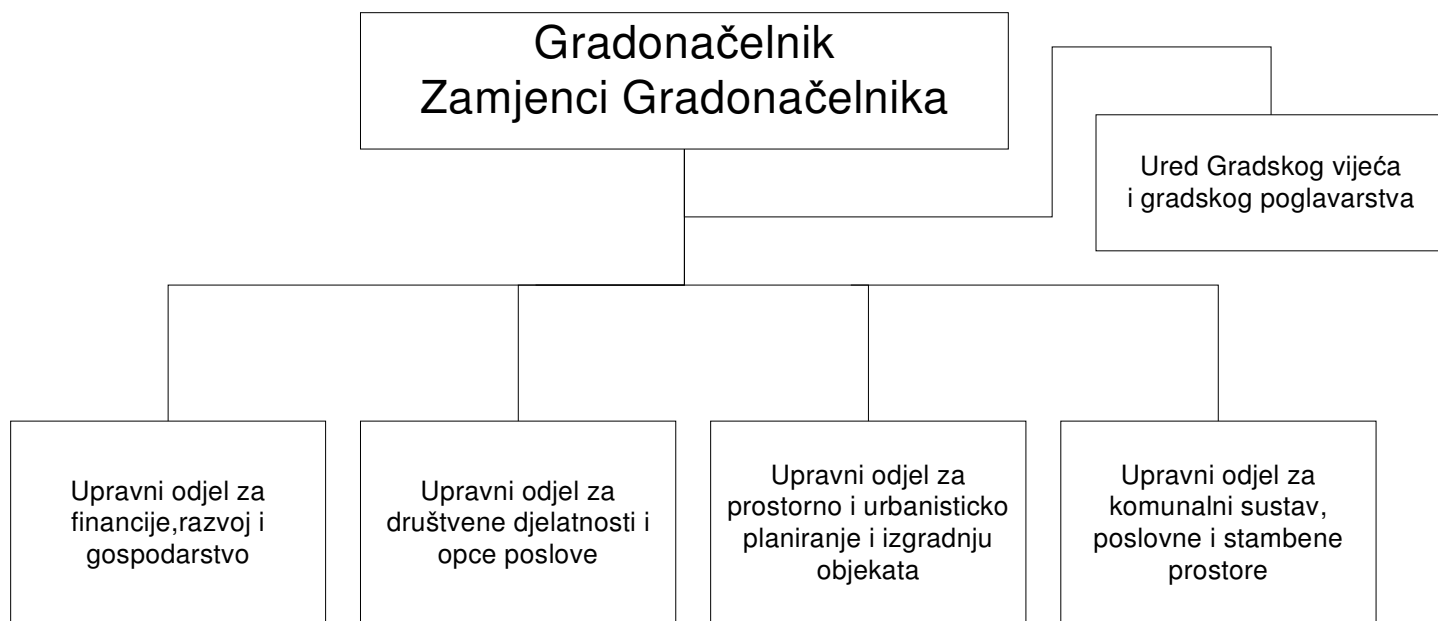 Gradonačelnik
Zamjenci Gradonačelnika
Ured Gradskog vijeća
i gradskog poglavarstva
Upravni odjel za
financije,razvoj i
gospodarstvo
Upravni odjel za
društvene djelatnosti i
opce poslove
Upravni odjel za
prostorno i urbanisticko
planiranje i izgradnju
objekata
Upravni odjel za
komunalni sustav,
poslovne i stambene
prostore